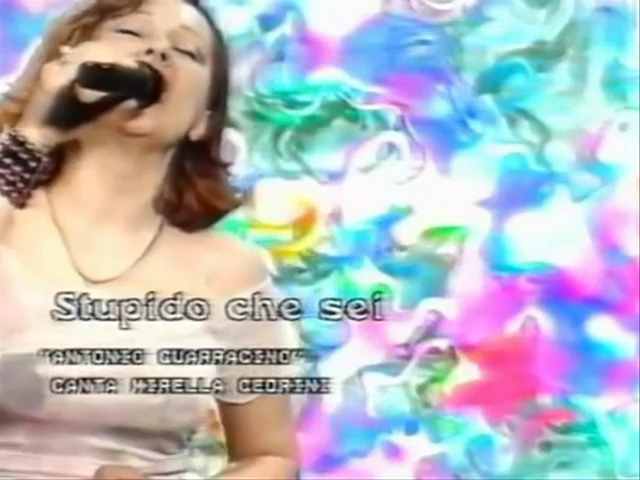 Stupido che sei
"ANTONIO GUARRACINO"
CANTA MIRELLA CEDRINI